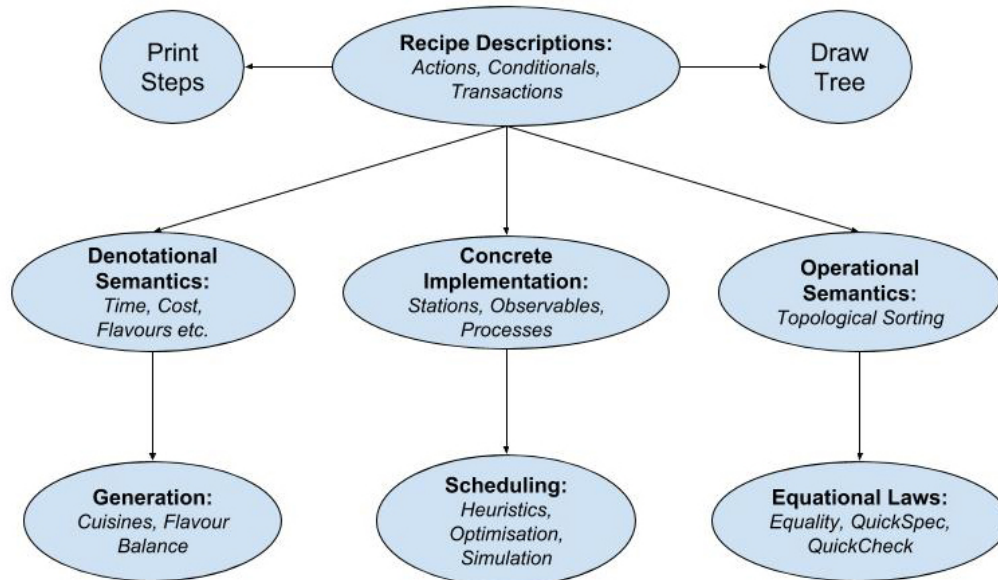 Print
Steps
Recipe Descriptions:
Actions, Conditionals,
Transactions
Draw
Tree
Denotational
Semantics:
Time, Cost,
Flavours etc.
Concrete
Implementation:
Stations, Observables,
Processes
Operational
Semantics:
Topological Sorting
Generation:
Cuisines, Flavour
Balance
Scheduling:
Heuristics,
Optimisation,
Simulation
Equational Laws:
Equality, QuickSpec,
QuickCheck